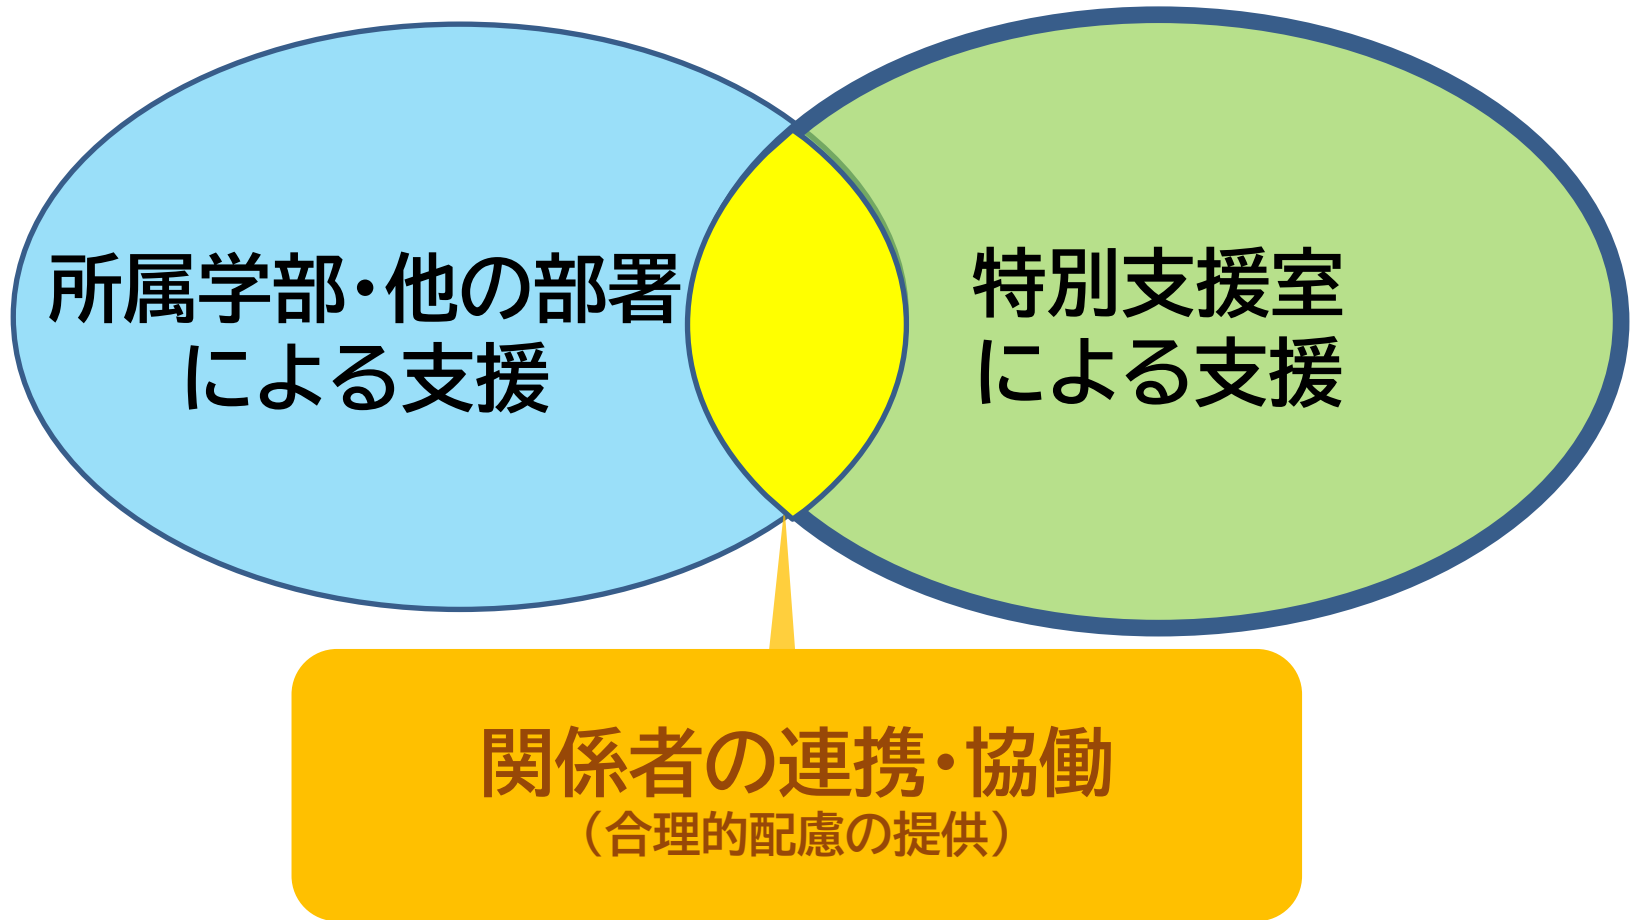 所属学部・他の部署
による支援
特別支援室
による支援
関係者の連携・協働
（合理的配慮の提供）